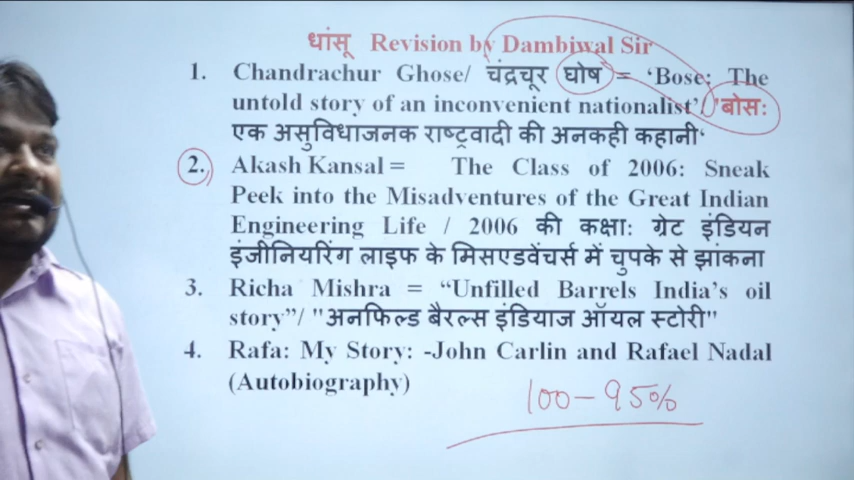 धांसू Revision by Dambiwal Sir
1. Chandrachur Ghose/ चंद्रचूर घोष = ‘Bose: The
untold story of an inconvenient nationalist’/ 'बोस:
एक असुविधाजनक राष्ट्रवादी की अनकही कहानी‘
2. Akash Kansal = The Class of 2006: Sneak
Peek into the Misadventures of the Great Indian
Engineering Life / 2006 की कक्षा: ग्रेट इंडियन
इंजीनियरिंग लाइफ के मिसएडवेंचर्स में चुपके से झांकना
3. Richa Mishra = “Unfilled Barrels India’s oil
story”/ "अनफिल्ड बैरल्स इंडियाज ऑयल स्टोरी"
4. Rafa: My Story: -John Carlin and Rafael Nadal
(Autobiography)
100-95%